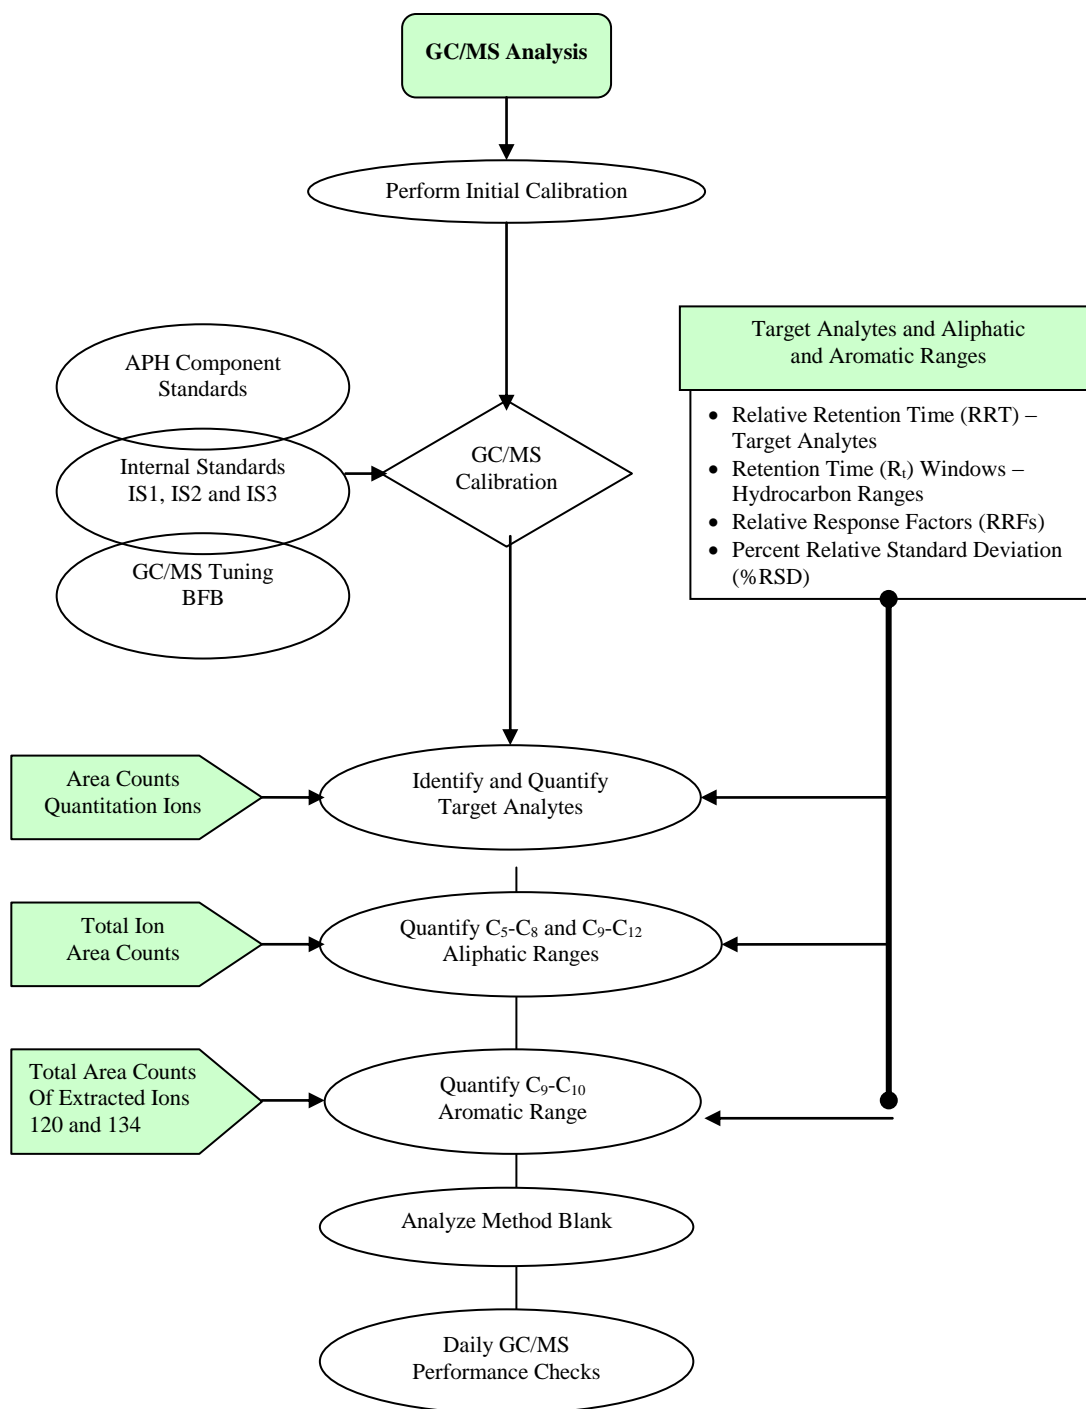 GC/MS Analysis
Perform Initial Calibration
APH Component
Standards
Internal Standards
IS1, IS2 and IS3
GC/MS Tuning
BFB
GC/MS
Calibration
Target Analytes and Aliphatic
and Aromatic Ranges
• Relative Retention Time (RRT) –
Target Analytes
• Retention Time (Rₜ) Windows –
Hydrocarbon Ranges
• Relative Response Factors (RRFs)
• Percent Relative Standard Deviation
(%RSD)
Area Counts
Quantitation Ions
Identify and Quantify
Target Analytes
Total Ion
Area Counts
Quantify C₅-C₈ and C₉-C₁₂
Aliphatic Ranges
Total Area Counts
Of Extracted Ions
120 and 134
Quantify C₉-C₁₀
Aromatic Range
Analyze Method Blank
Daily GC/MS
Performance Checks